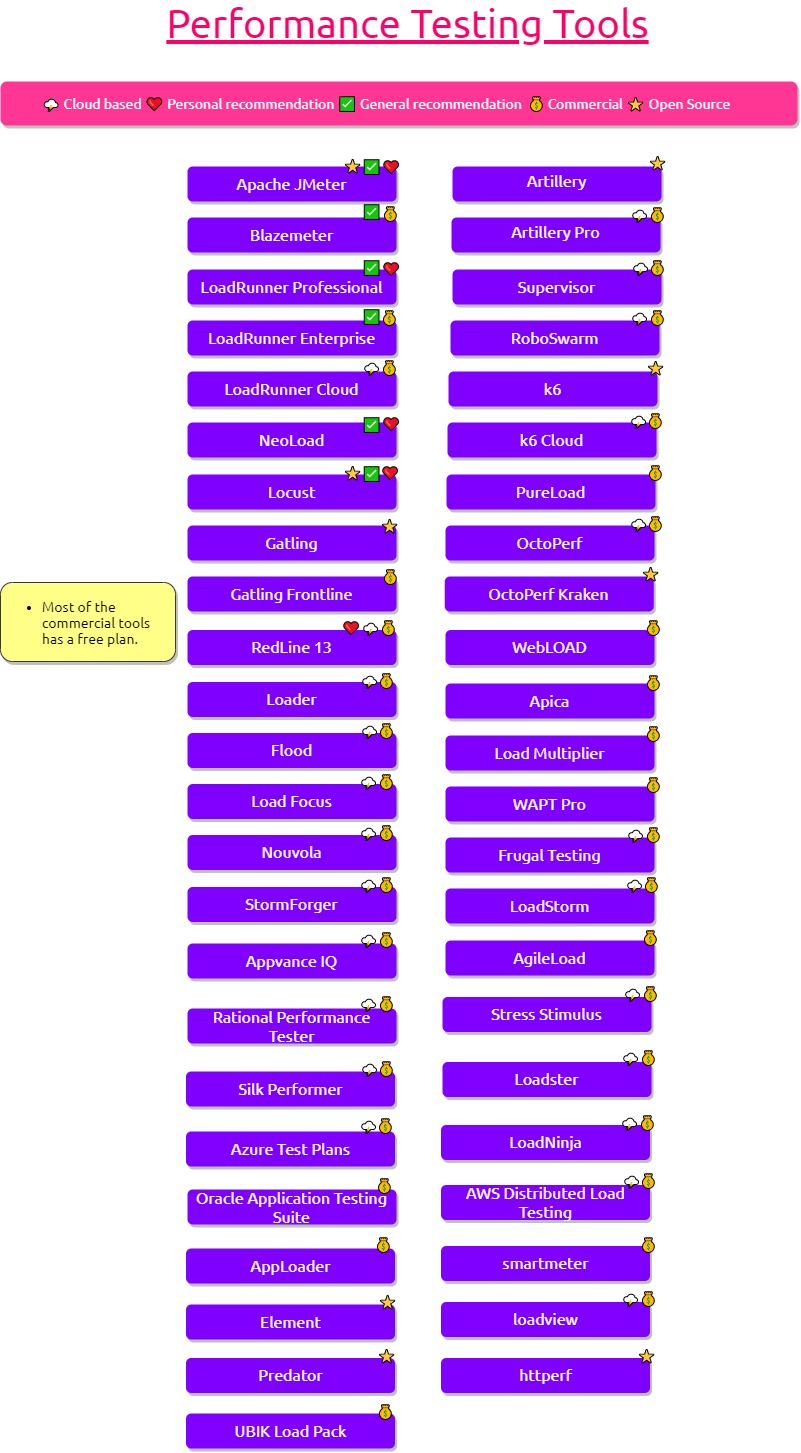 Performance Testing Tools
Cloud based Personal recommendation General recommendation Commercial Open Source
Apache JMeter
Blazemeter
LoadRunner Professional
LoadRunner Enterprise
LoadRunner Cloud
NeoLoad
Locust
Gatling
Gatling Frontline
RedLine 13
Loader
Flood
Load Focus
Nouvola
StormForger
Appvance IQ
Rational Performance
Tester
Silk Performer
Azure Test Plans
Oracle Application Testing
Suite
AppLoader
Element
Predator
UBIK Load Pack
Artillery
Artillery Pro
Supervisor
RoboSwarm
k6
k6 Cloud
PureLoad
OctoPerf
OctoPerf Kraken
WebLOAD
Apica
Load Multiplier
WAPT Pro
Frugal Testing
LoadStorm
AgileLoad
Stress Stimulus
Loadster
LoadNinja
AWS Distributed Load
Testing
smartmeter
loadview
httperf
• Most of the
commercial tools
has a free plan.